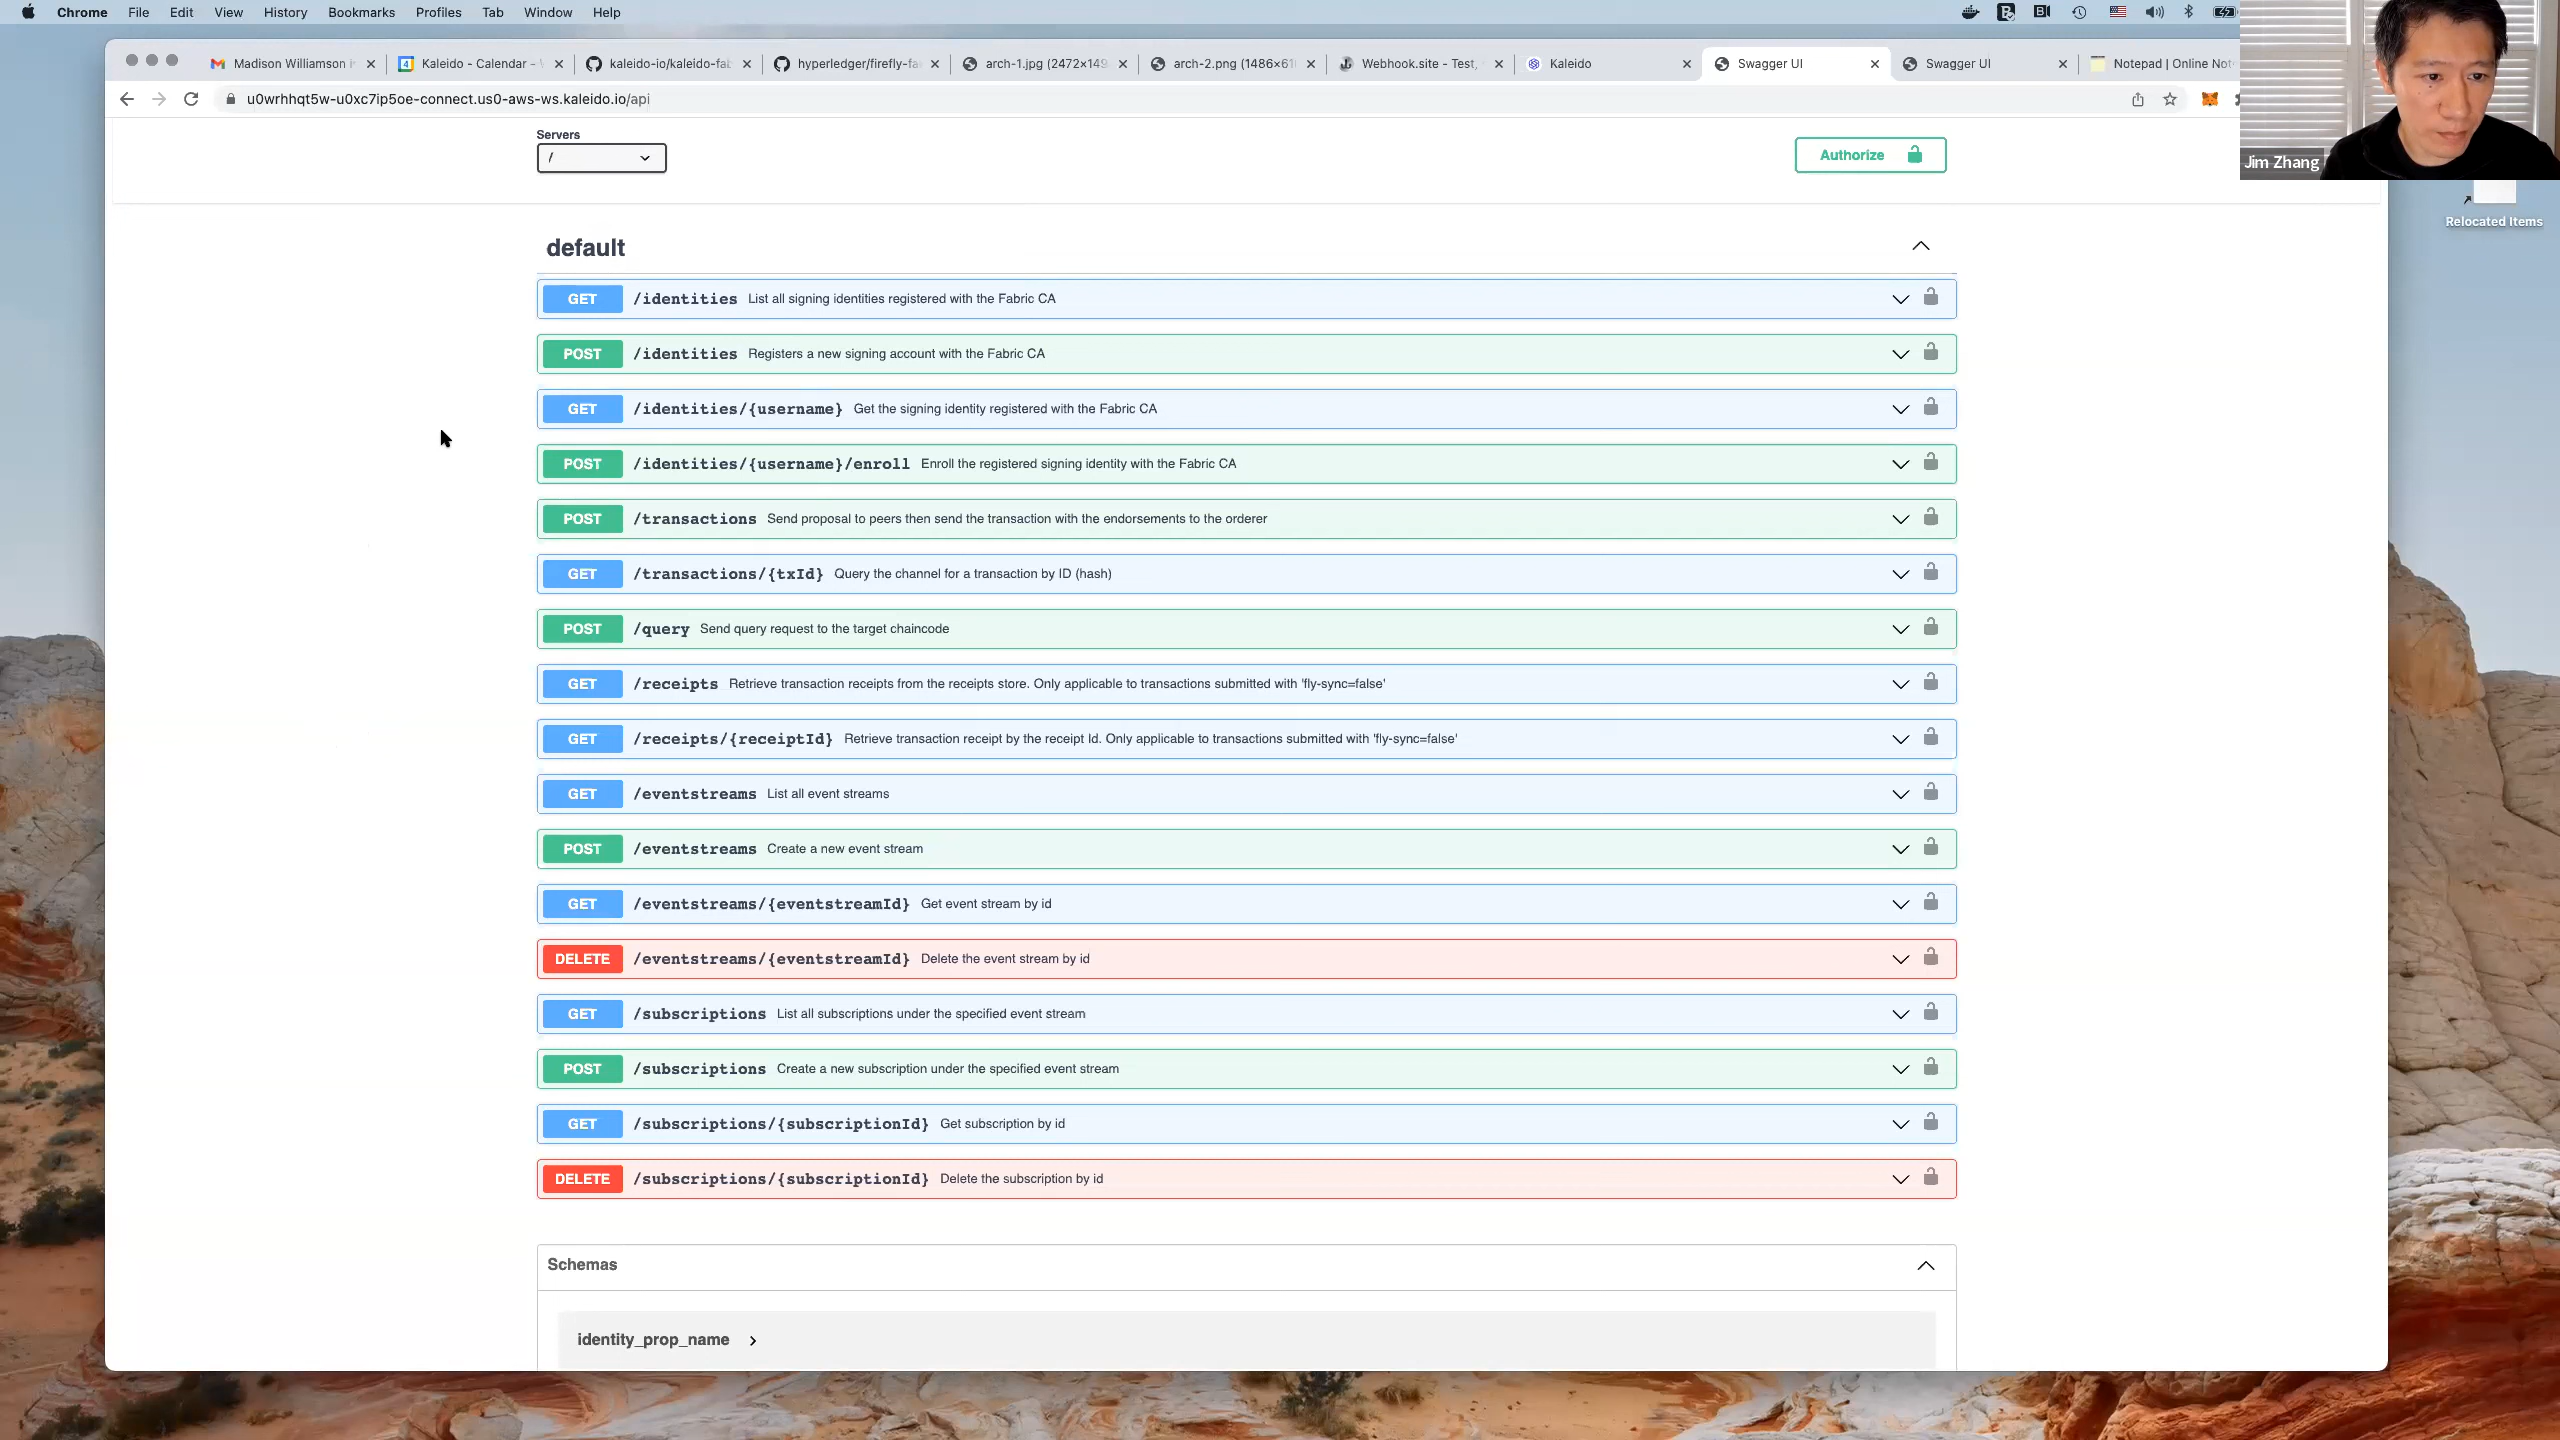 Chrome File Edit View History Bookmarks Profiles Tab Window Help
Madison Williamson Kaleido - Calendar - kaleido-io/kaleido-fab hyperledger/firefly-fa arch-1.jpg (2472×149 arch-2.png (1486×61 Webhook.site - Test, Kaleido Swagger UI Swagger UI Notepad | Online Not
u0wrhhqt5w-u0xc7ip5oe-connect.us0-aws-ws.kaleido.io/api
Jim Zhang
Relocated Items
Servers
/
Authorize
default
GET /identities List all signing identities registered with the Fabric CA
POST /identities Registers a new signing account with the Fabric CA
GET /identities/{username} Get the signing identity registered with the Fabric CA
POST /identities/{username}/enroll Enroll the registered signing identity with the Fabric CA
POST /transactions Send proposal to peers then send the transaction with the endorsements to the orderer
GET /transactions/{txId} Query the channel for a transaction by ID (hash)
POST /query Send query request to the target chaincode
GET /receipts Retrieve transaction receipts from the receipts store. Only applicable to transactions submitted with 'fly-sync=false'
GET /receipts/{receiptId} Retrieve transaction receipt by the receipt Id. Only applicable to transactions submitted with 'fly-sync=false'
GET /eventstreams List all event streams
POST /eventstreams Create a new event stream
GET /eventstreams/{eventstreamId} Get event stream by id
DELETE /eventstreams/{eventstreamId} Delete the event stream by id
GET /subscriptions List all subscriptions under the specified event stream
POST /subscriptions Create a new subscription under the specified event stream
GET /subscriptions/{subscriptionId} Get subscription by id
DELETE /subscriptions/{subscriptionId} Delete the subscription by id
Schemas
identity_prop_name